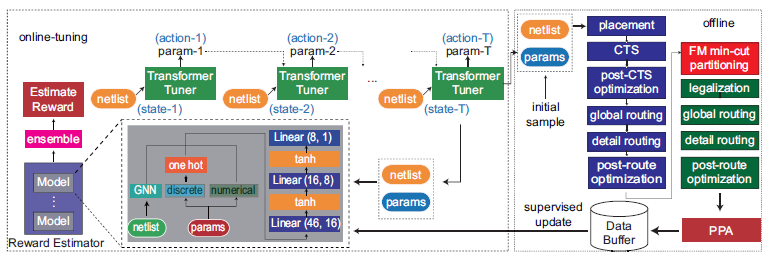 online-tuning
(action-1)
param-1
(action-2)
param-2
(action-T)
param-T
...
Transformer
Tuner
Transformer
Tuner
Transformer
Tuner
netlist
netlist
netlist
(state-1)
(state-2)
(state-T)
Estimate
Reward
ensemble
Model
Model
Reward Estimator
one hot
GNN
discrete
numerical
netlist
params
Linear (8, 1)
tanh
Linear (16, 8)
tanh
Linear (46, 16)
netlist
params
netlist
params
initial
sample
offline
placement
CTS
post-CTS
optimization
global routing
detail routing
post-route
optimization
FM min-cut
partitioning
legalization
global routing
detail routing
post-route
optimization
PPA
Data
Buffer
supervised
update